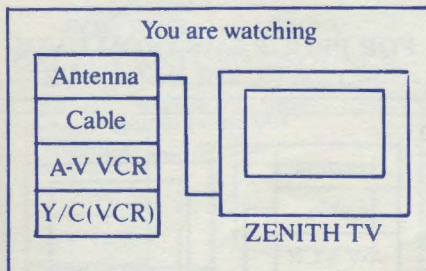 You are watching
Antenna
Cable
A-V VCR
Y/C(VCR)
ZENITH TV